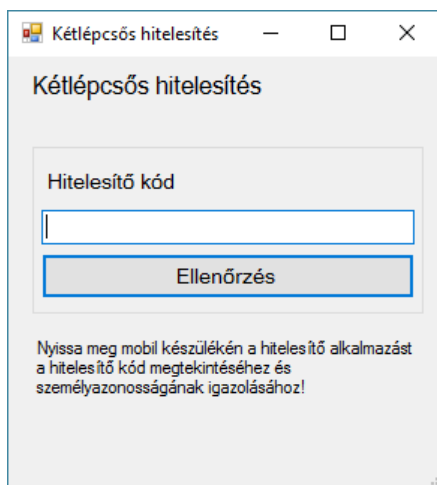 Kétlépcsős hitelesítés
Kétlépcsős hitelesítés
Hitelesítő kód
Ellenőrzés
Nyissa meg mobil készülékén a hitelesítő alkalmazást
a hitelesítő kód megtekintéséhez és
személyazonosságának igazolásához!